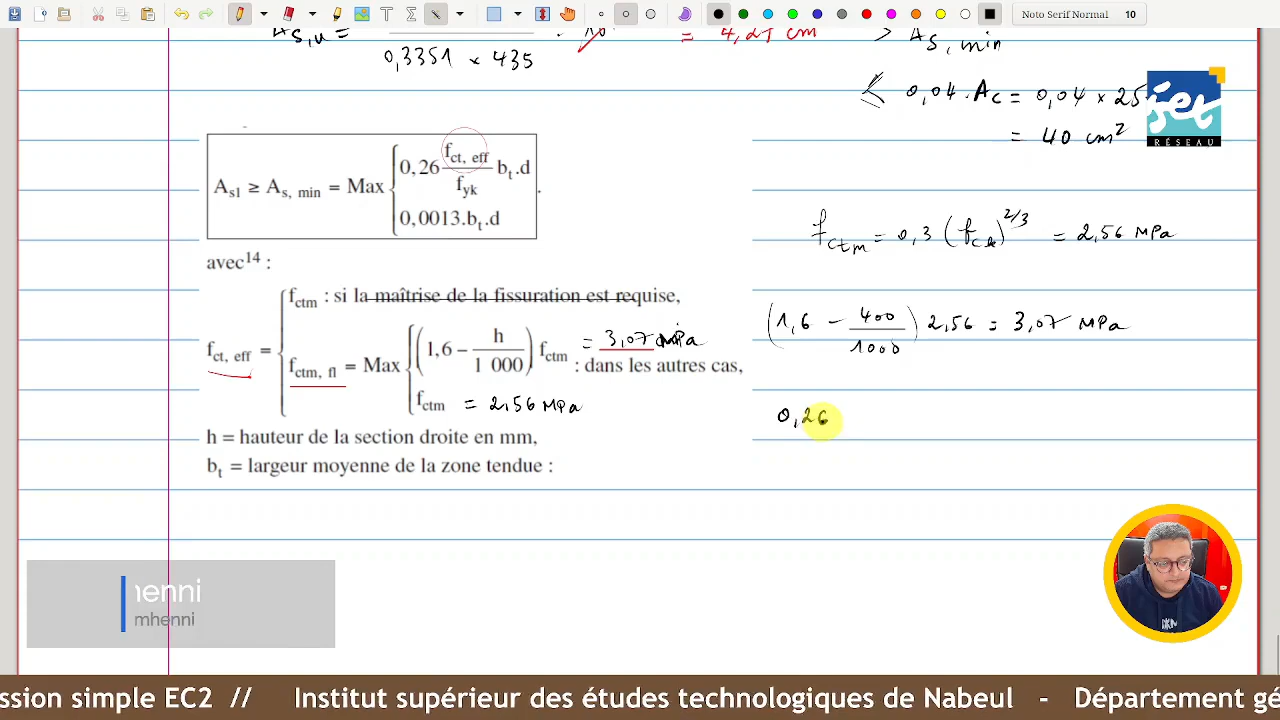 Noto Serif Normal 10
As,u = = 4,27 cm > As, min
0,3351 × 435
≤ 0,04 . Ac = 0,04 × 25
= 40 cm²
iset
RÉSEAU
As1 ≥ As, min = Max { 0,26 fct, eff / fyk bt.d
0,0013.bt.d
fctm = 0,3 (fck)^2/3 = 2,56 MPa
avec14 :
fct, eff = { fctm : si la maîtrise de la fissuration est requise,
fctm, fl = Max { (1,6 – h / 1 000) fctm = 3,07 MPa : dans les autres cas,
fctm = 2,56 MPa
(1,6 – 400 / 1000) 2,56 = 3,07 MPa
0,26
h = hauteur de la section droite en mm,
bt = largeur moyenne de la zone tendue :
henni
mhenni
ession simple EC2 // Institut supérieur des études technologiques de Nabeul - Département gé